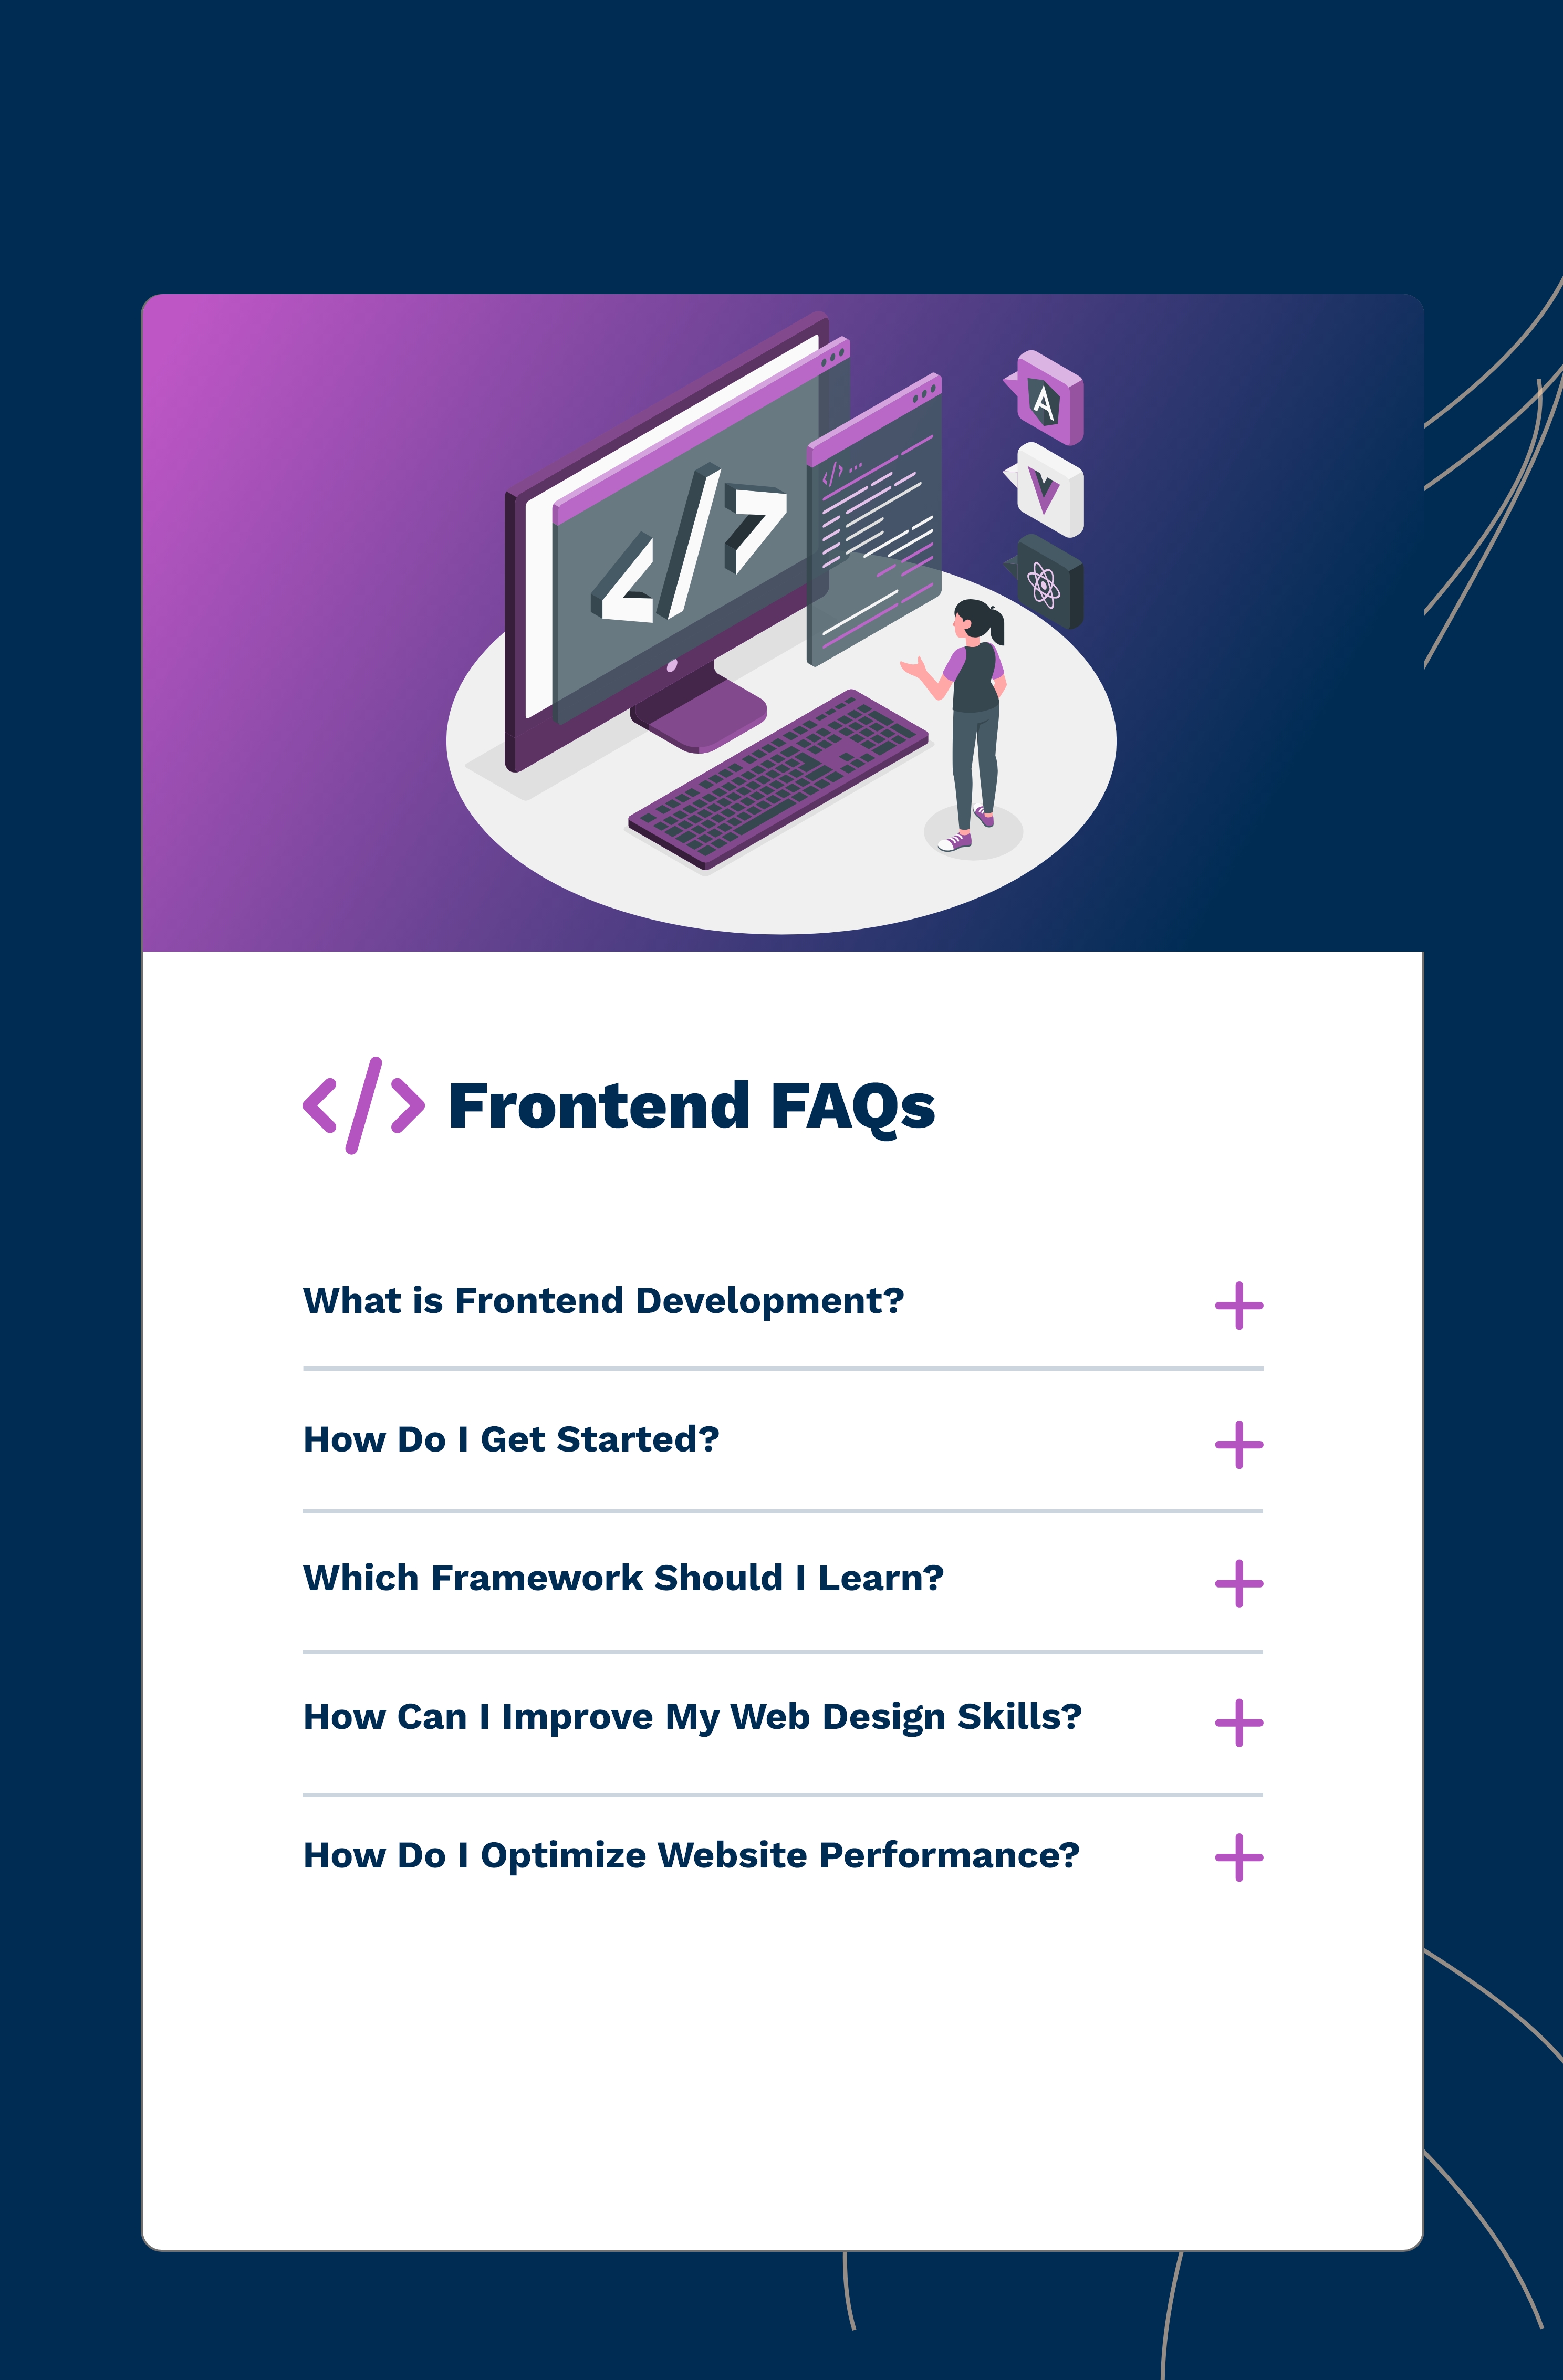 </>
</> ...
A
V
</> Frontend FAQs
What is Frontend Development?
How Do I Get Started?
Which Framework Should I Learn?
How Can I Improve My Web Design Skills?
How Do I Optimize Website Performance?